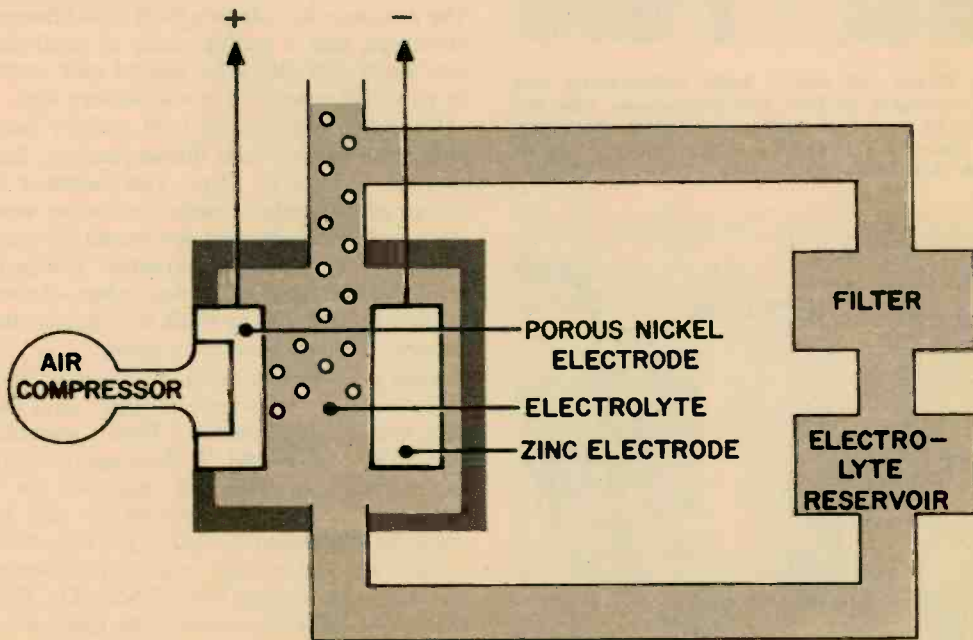 +
−
POROUS NICKEL
ELECTRODE
ELECTROLYTE
ZINC ELECTRODE
AIR
COMPRESSOR
FILTER
ELECTRO-
LYTE
RESERVOIR